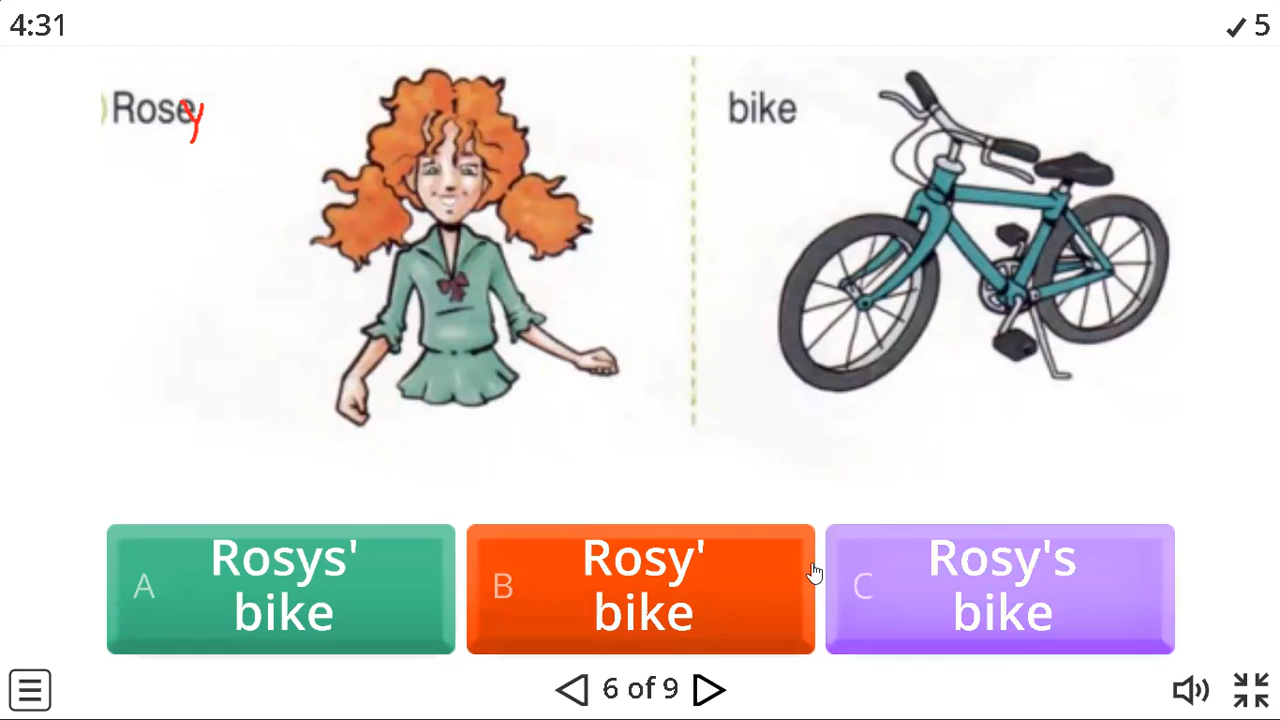 4:31
✓ 5
Rosey
bike
A
Rosys'
bike
B
Rosy'
bike
C
Rosy's
bike
6 of 9